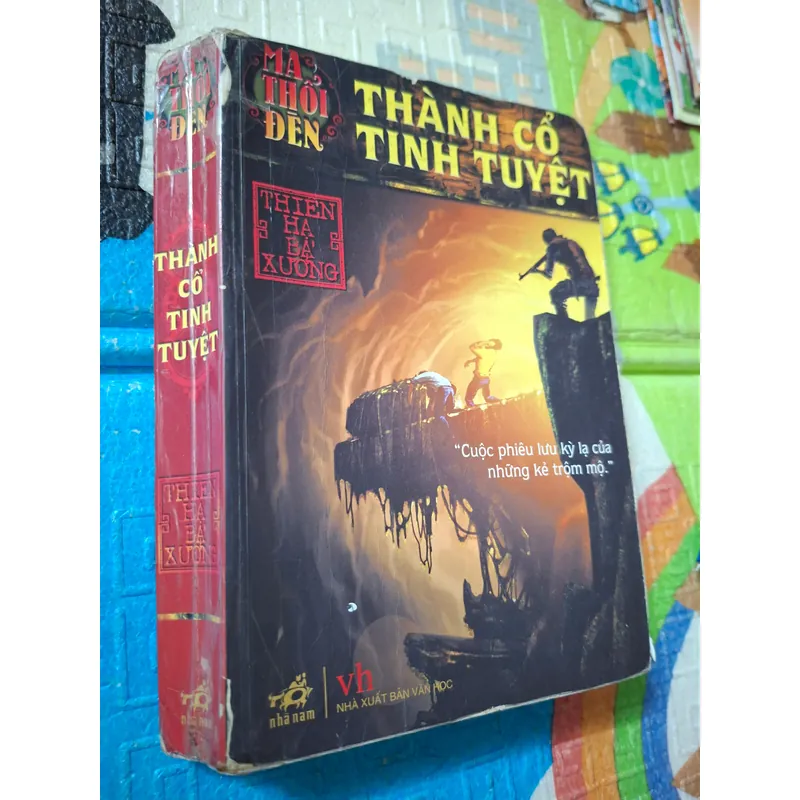 MA
THỔI
ĐÈN
THÀNH CỔ
TINH TUYỆT
THIÊN
HẠ
BÁ
XƯỚNG
"Cuộc phiêu lưu kỳ lạ của
những kẻ trộm mộ."
nhã nam
vh
NHÀ XUẤT BẢN VĂN HỌC
MA
THỔI
ĐÈN
THÀNH
CỔ
TINH
TUYỆT
THIÊN
HẠ
BÁ
XƯỚNG
nhã nam